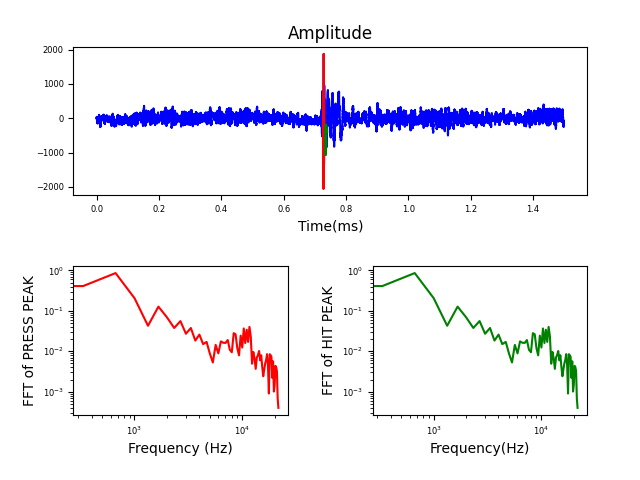 Amplitude
2000
1000
0
−1000
−2000
0.0 0.2 0.4 0.6 0.8 1.0 1.2 1.4
Time(ms)
FFT of PRESS PEAK
10⁰
10⁻¹
10⁻²
10⁻³
10³ 10⁴
Frequency (Hz)
FFT of HIT PEAK
10⁰
10⁻¹
10⁻²
10⁻³
10³ 10⁴
Frequency(Hz)